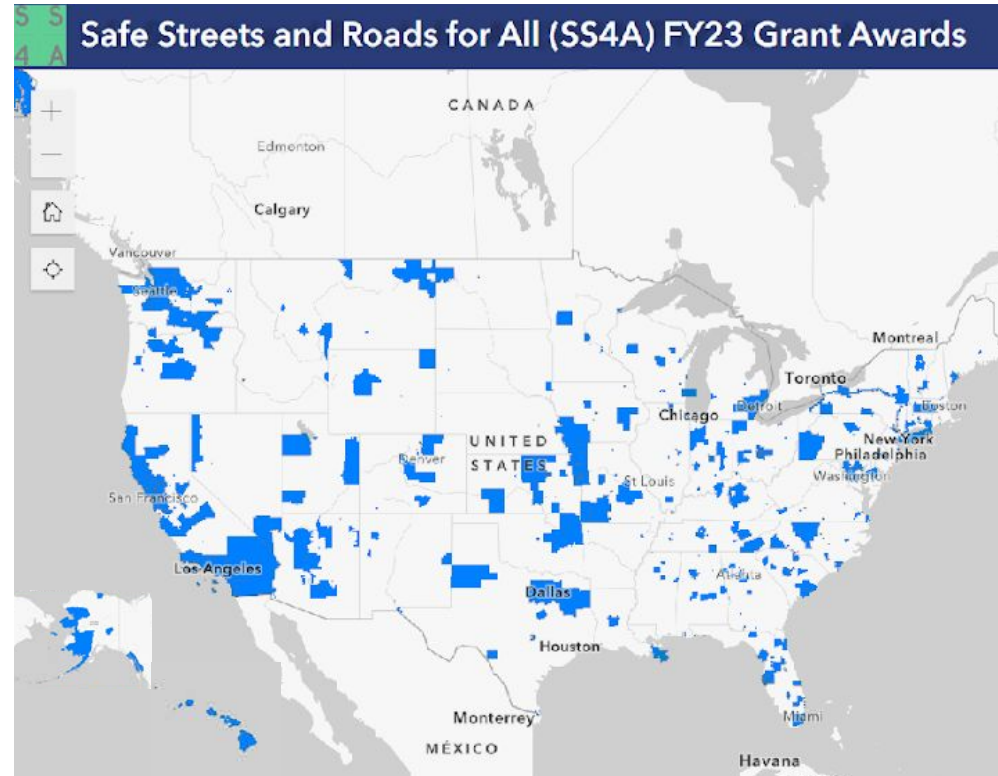 S S
4 A
Safe Streets and Roads for All (SS4A) FY23 Grant Awards
CANADA
Edmonton
Calgary
Vancouver
Seattle
Montreal
Toronto
Chicago
Detroit
Boston
New York
Philadelphia
UNITED
STATES
Denver
St Louis
Washington
San Francisco
Los Angeles
Atlanta
Dallas
Houston
Monterrey
Miami
MÉXICO
Havana